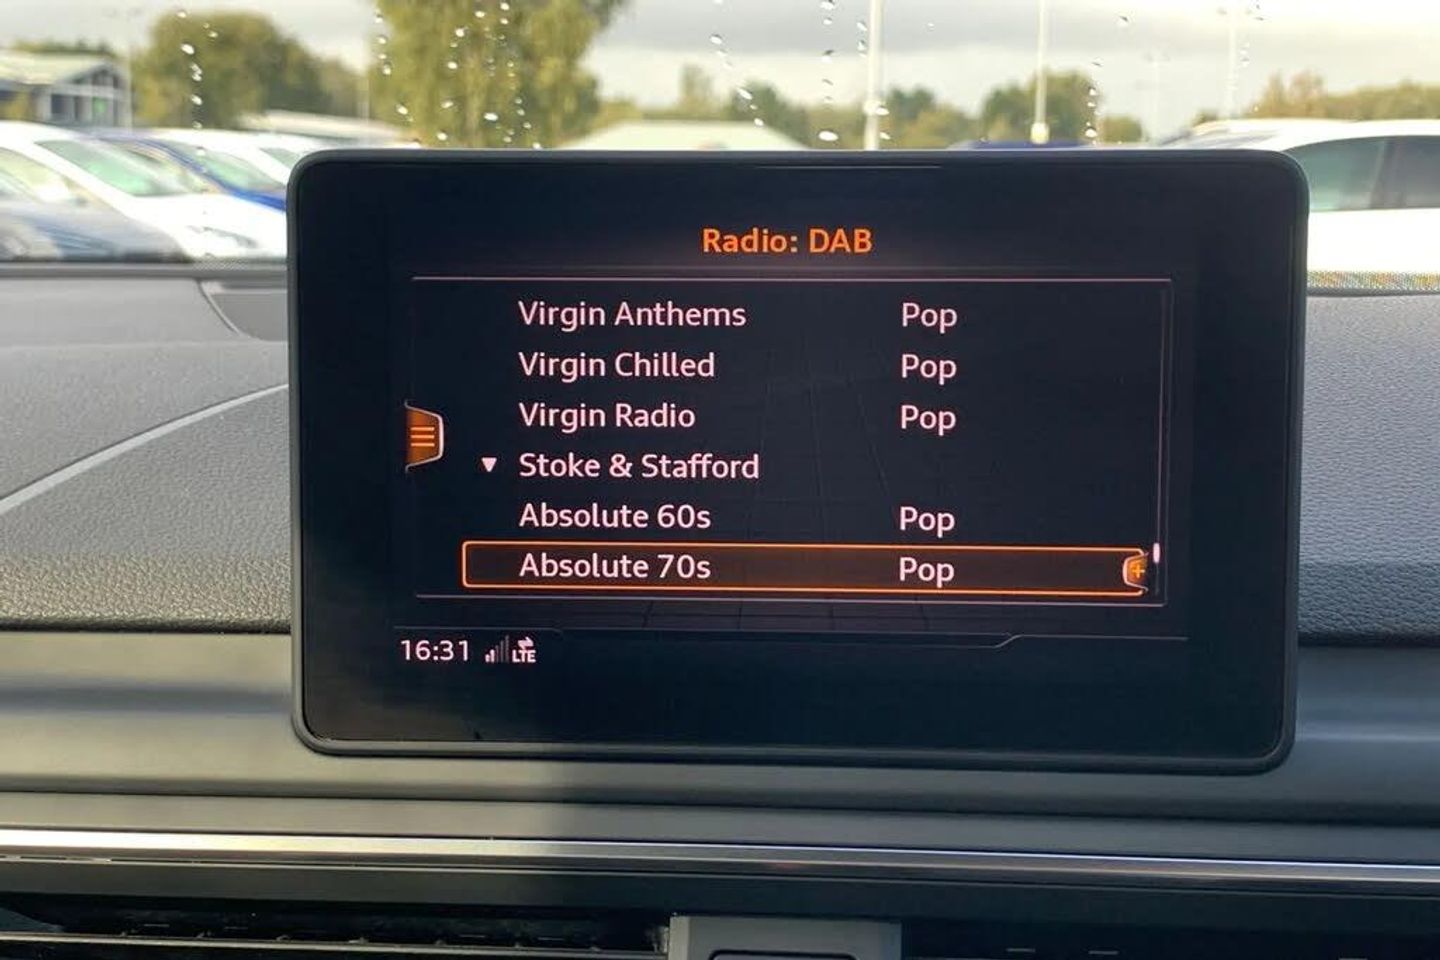 Radio: DAB
Virgin Anthems Pop
Virgin Chilled Pop
Virgin Radio Pop
▼ Stoke & Stafford
Absolute 60s Pop
Absolute 70s Pop
16:31 LTE